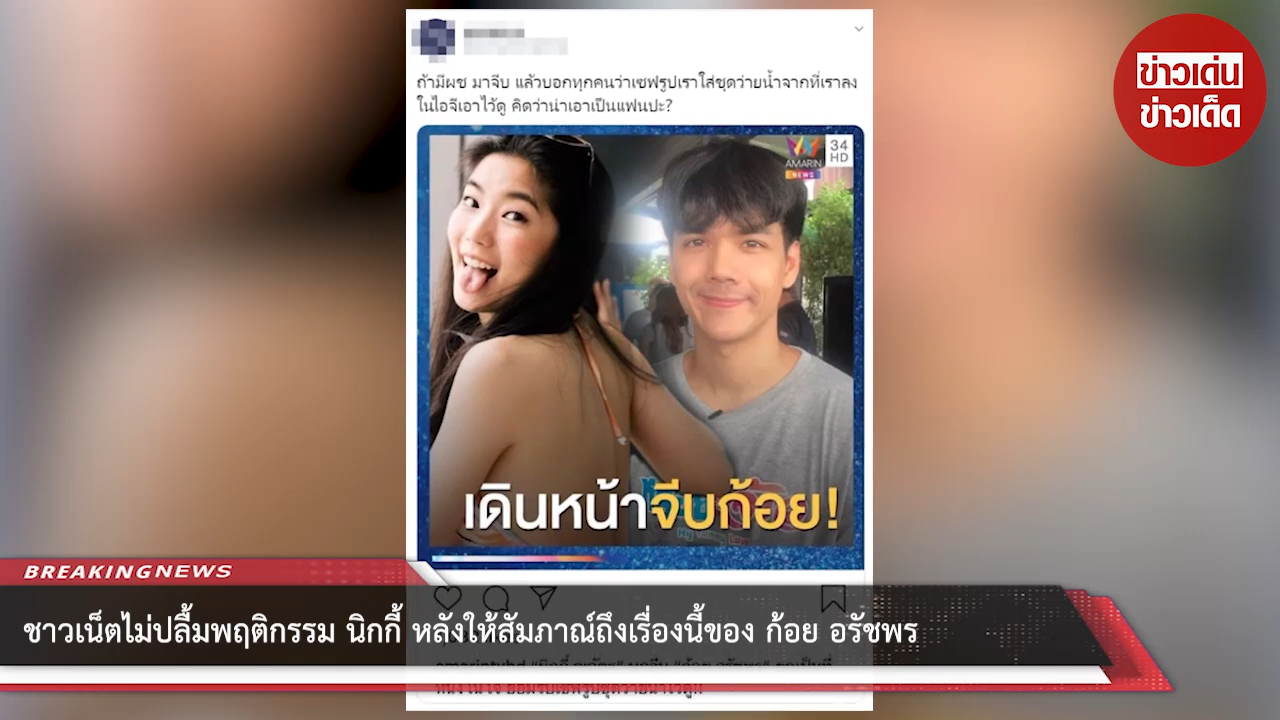 ถ้ามีผช มาจีบ แล้วบอกทุกคนว่าเซฟรูปเราใส่ชุดว่ายน้ำจากที่เราลง
ในไอจีเอาไว้ดู คิดว่าน่าเอาเป็นแฟนปะ?
ข่าวเด่น
ข่าวเด็ด
AMARIN
NEWS
34
HD
เดินหน้าจีบก้อย!
BREAKING NEWS
ชาวเน็ตไม่ปลื้มพฤติกรรม นิกกี้ หลังให้สัมภาณ์ถึงเรื่องนี้ของ ก้อย อรัชพร